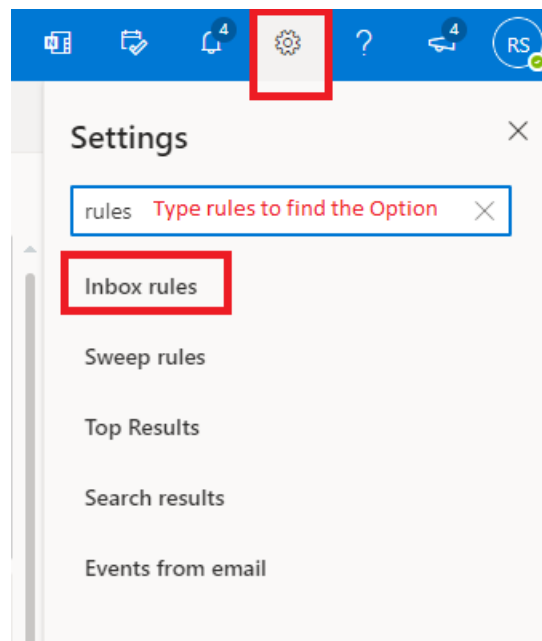 4
?
4
RS
Settings
rules Type rules to find the Option
Inbox rules
Sweep rules
Top Results
Search results
Events from email